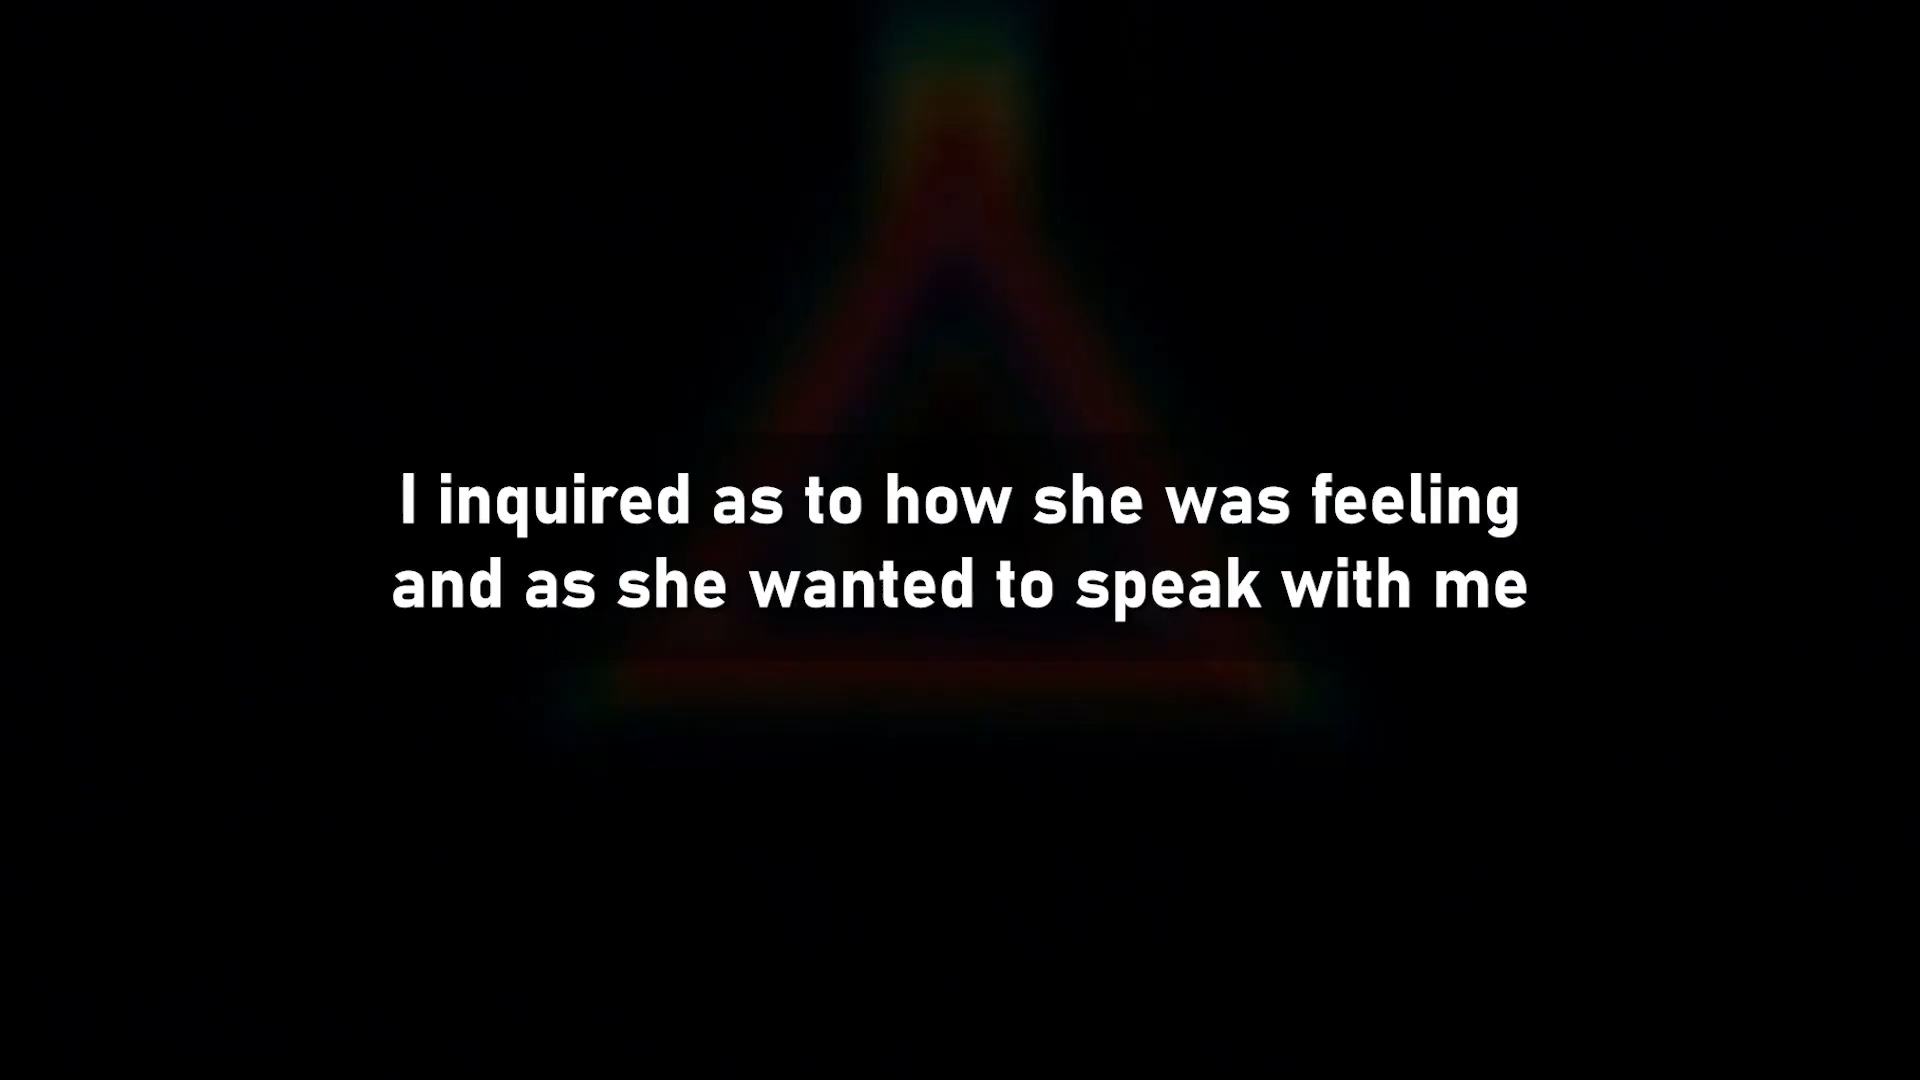 I inquired as to how she was feeling
and as she wanted to speak with me